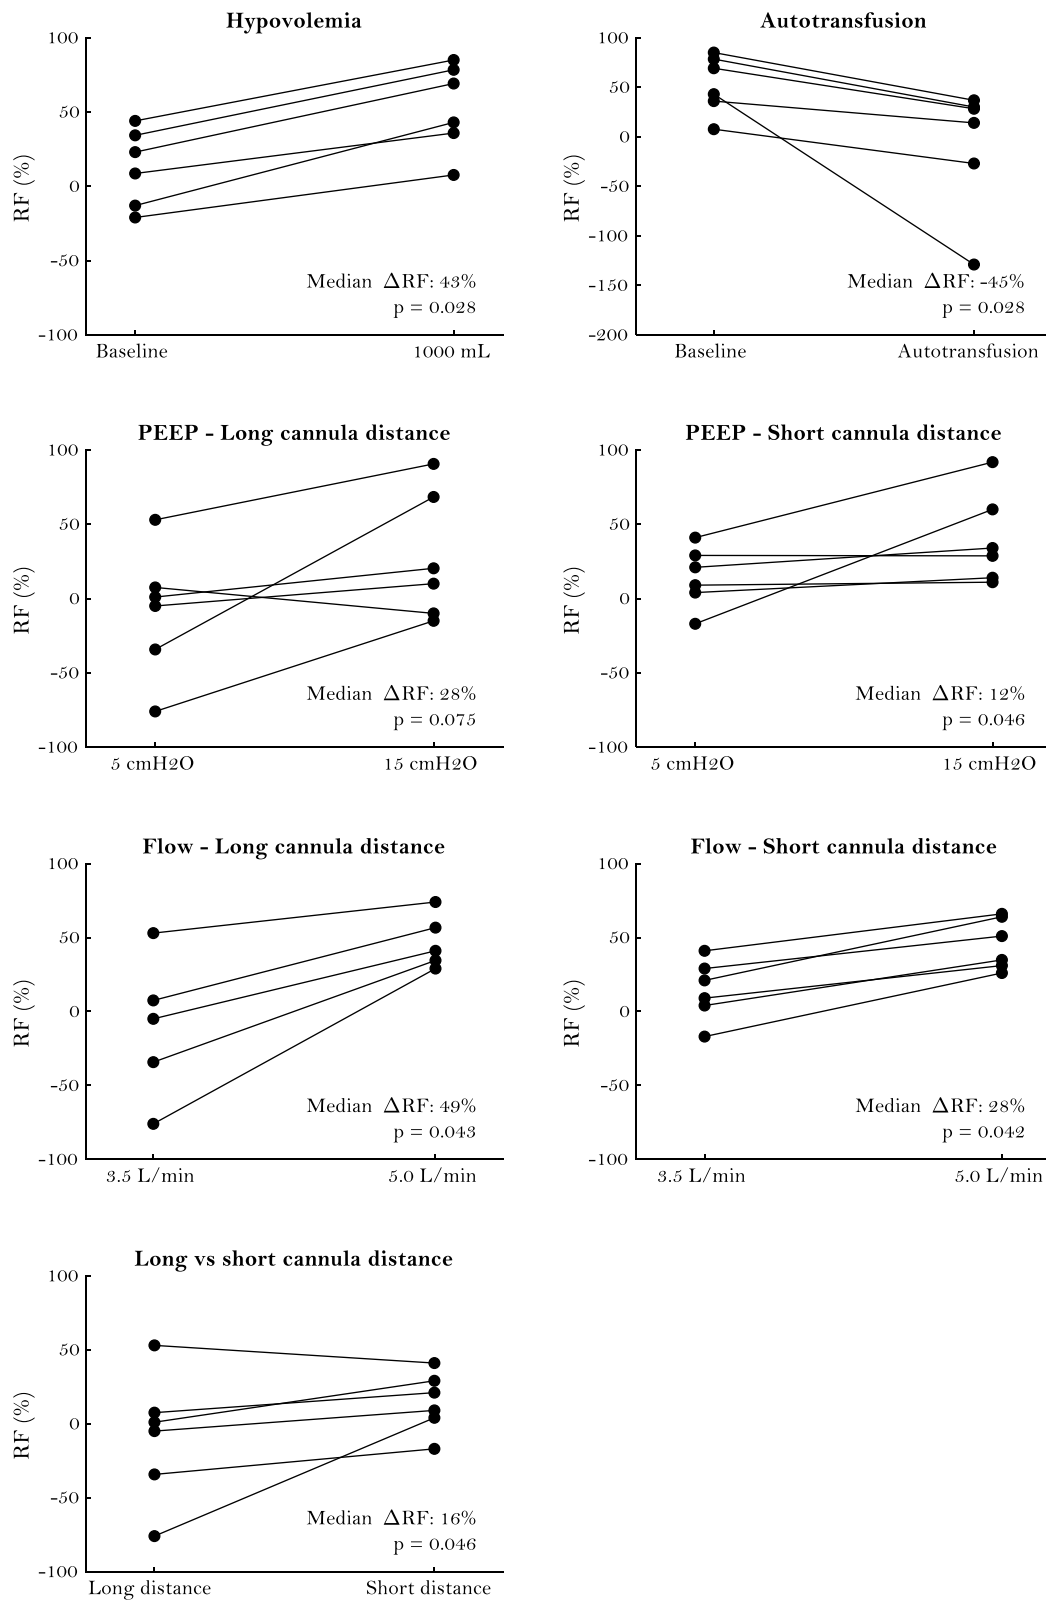 Hypovolemia
100
50
0
-50
-100
RF (%)
Median ΔRF: 43%
p = 0.028
Baseline
1000 mL
Autotransfusion
100
50
0
-50
-100
-150
-200
RF (%)
Median ΔRF: -45%
p = 0.028
Baseline
Autotransfusion
PEEP - Long cannula distance
100
50
0
-50
-100
RF (%)
Median ΔRF: 28%
p = 0.075
5 cmH2O
15 cmH2O
PEEP - Short cannula distance
100
50
0
-50
-100
RF (%)
Median ΔRF: 12%
p = 0.046
5 cmH2O
15 cmH2O
Flow - Long cannula distance
100
50
0
-50
-100
RF (%)
Median ΔRF: 49%
p = 0.043
3.5 L/min
5.0 L/min
Flow - Short cannula distance
100
50
0
-50
-100
RF (%)
Median ΔRF: 28%
p = 0.042
3.5 L/min
5.0 L/min
Long vs short cannula distance
100
50
0
-50
-100
RF (%)
Median ΔRF: 16%
p = 0.046
Long distance
Short distance